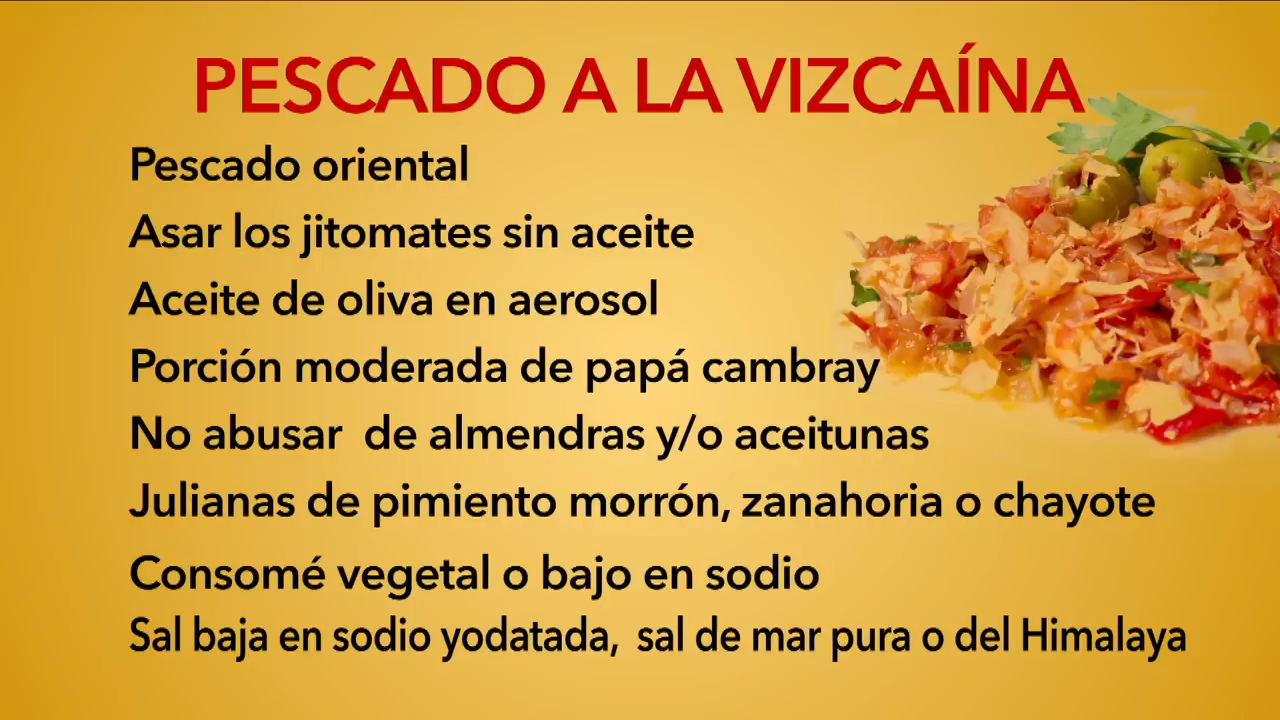 PESCADO A LA VIZCAÍNA
Pescado oriental
Asar los jitomates sin aceite
Aceite de oliva en aerosol
Porción moderada de papá cambray
No abusar  de almendras y/o aceitunas
Julianas de pimiento morrón, zanahoria o chayote
Consomé vegetal o bajo en sodio
Sal baja en sodio yodatada,  sal de mar pura o del Himalaya